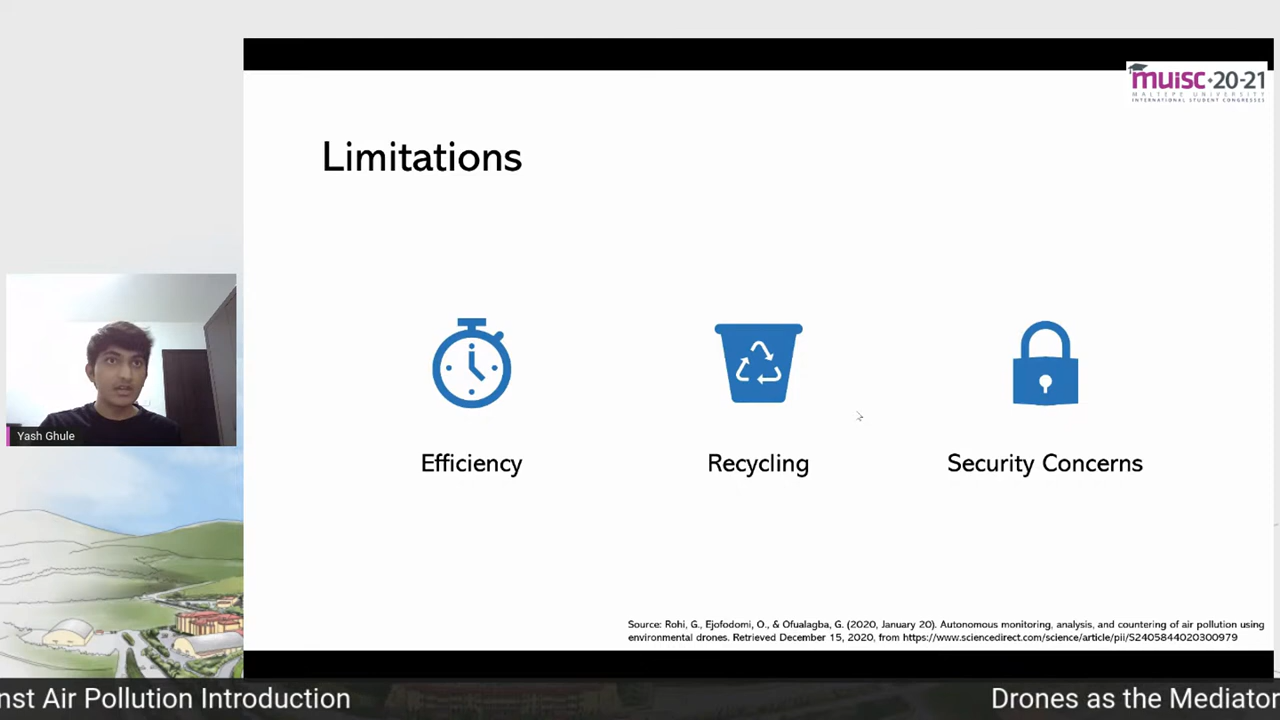 muisc·20-21
MALTEPE UNIVERSITY
INTERNATIONAL STUDENT CONGRESSES
Limitations
Efficiency
Recycling
Security Concerns
Yash Ghule
Source: Rohi, G., Ejofodomi, O., & Ofualagba, G. (2020, January 20). Autonomous monitoring, analysis, and countering of air pollution using
environmental drones. Retrieved December 15, 2020, from https://www.sciencedirect.com/science/article/pii/S2405844020300979
nst Air Pollution Introduction
Drones as the Mediator